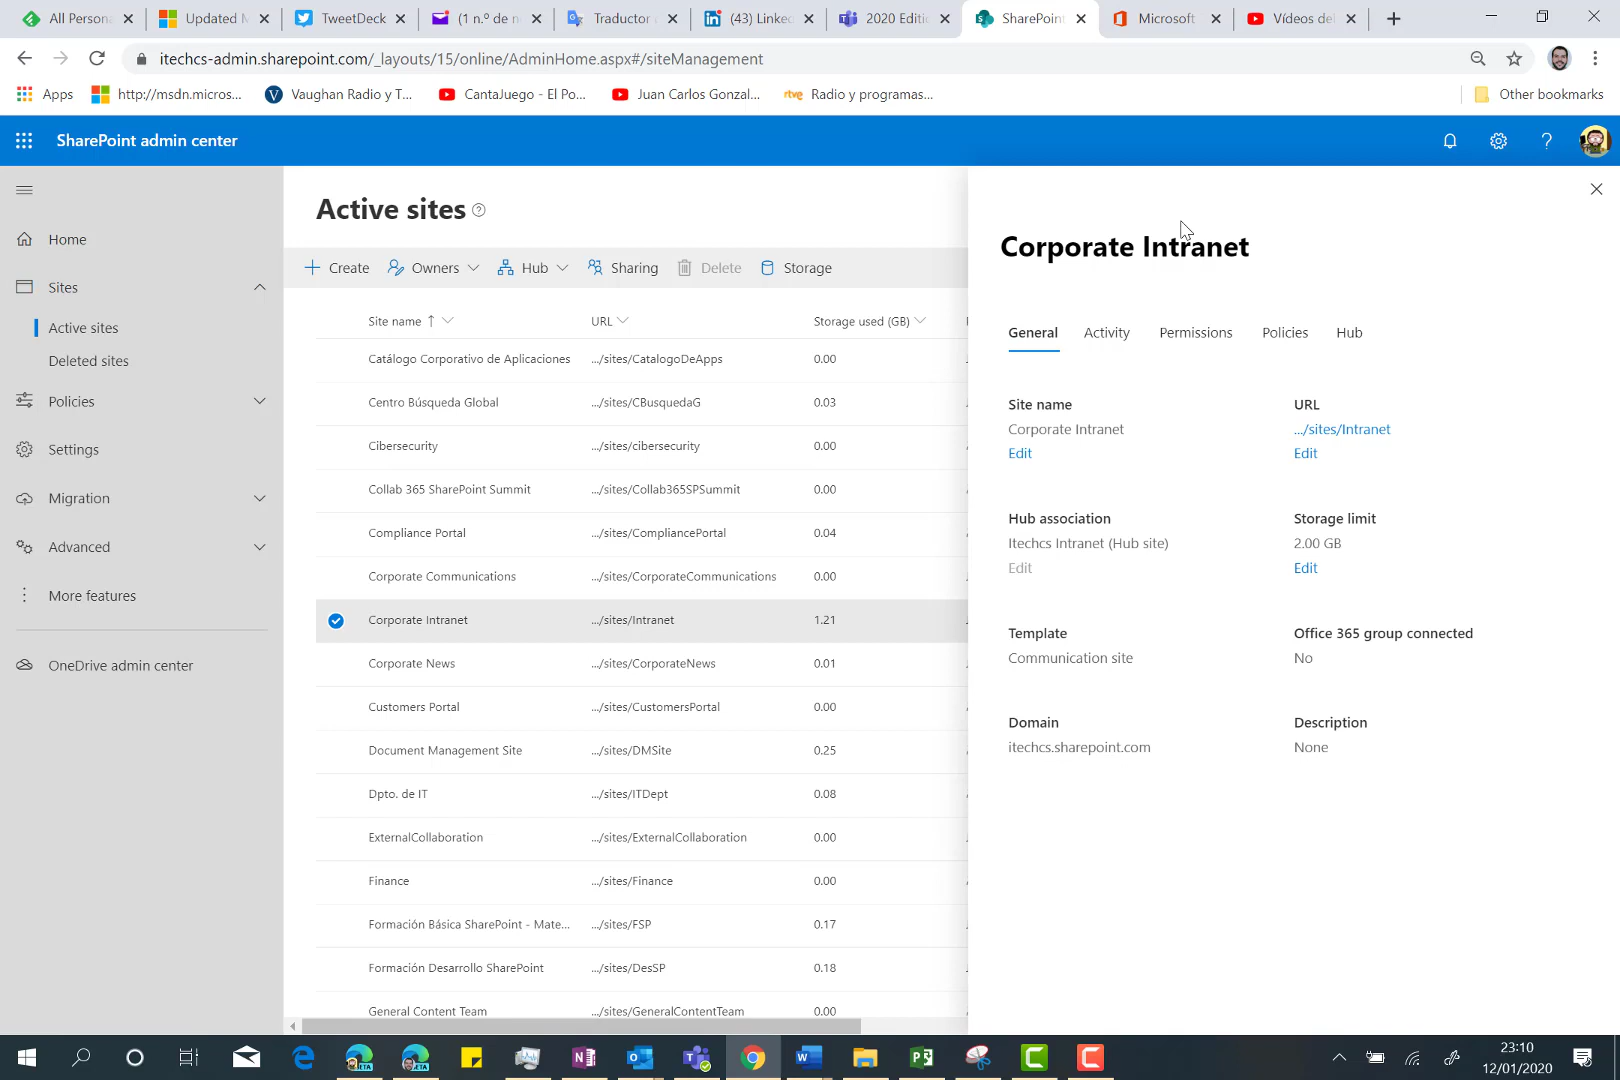 All Persona
Updated M
TweetDeck
(1 n.º de n
Traductor
(43) Linke
2020 Editi
SharePoint
Microsoft
Vídeos de
itechcs-admin.sharepoint.com/_layouts/15/online/AdminHome.aspx#/siteManagement
Apps
http://msdn.micros...
Vaughan Radio y T...
CantaJuego - El Po...
Juan Carlos Gonzal...
rtve Radio y programas...
Other bookmarks
SharePoint admin center
Home
Sites
Active sites
Deleted sites
Policies
Settings
Migration
Advanced
More features
OneDrive admin center
Active sites
Create Owners Hub Sharing Delete Storage
Site name URL Storage used (GB)
Catálogo Corporativo de Aplicaciones .../sites/CatalogoDeApps 0.00
Centro Búsqueda Global .../sites/CBusquedaG 0.03
Cibersecurity .../sites/cibersecurity 0.00
Collab 365 SharePoint Summit .../sites/Collab365SPSummit 0.00
Compliance Portal .../sites/CompliancePortal 0.04
Corporate Communications .../sites/CorporateCommunications 0.00
Corporate Intranet .../sites/Intranet 1.21
Corporate News .../sites/CorporateNews 0.01
Customers Portal .../sites/CustomersPortal 0.00
Document Management Site .../sites/DMSite 0.25
Dpto. de IT .../sites/ITDept 0.08
ExternalCollaboration .../sites/ExternalCollaboration 0.00
Finance .../sites/Finance 0.00
Formación Básica SharePoint - Mate... .../sites/FSP 0.17
Formación Desarrollo SharePoint .../sites/DesSP 0.18
General Content Team .../sites/GeneralContentTeam 0.00
Corporate Intranet
General Activity Permissions Policies Hub
Site name URL
Corporate Intranet .../sites/Intranet
Edit Edit
Hub association Storage limit
Itechcs Intranet (Hub site) 2.00 GB
Edit Edit
Template Office 365 group connected
Communication site No
Domain Description
itechcs.sharepoint.com None
23:10
12/01/2020